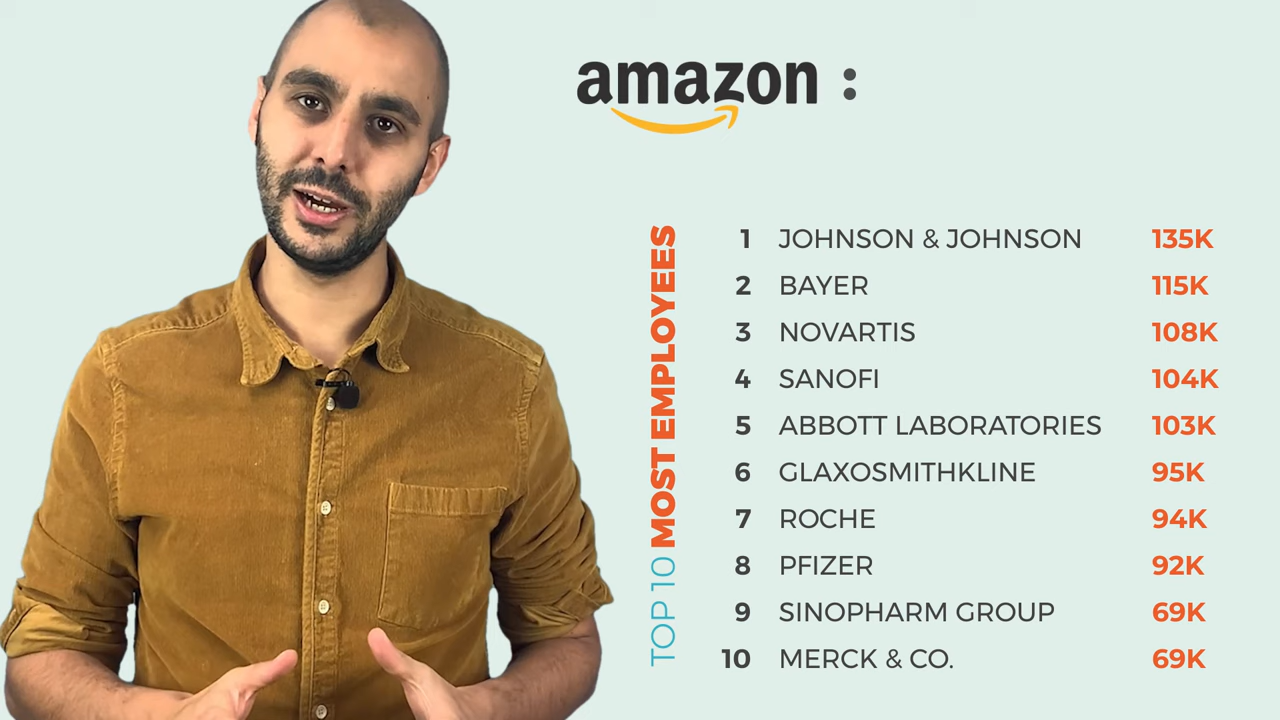 amazon :
TOP 10 MOST EMPLOYEES
1 JOHNSON & JOHNSON 135K
2 BAYER 115K
3 NOVARTIS 108K
4 SANOFI 104K
5 ABBOTT LABORATORIES 103K
6 GLAXOSMITHKLINE 95K
7 ROCHE 94K
8 PFIZER 92K
9 SINOPHARM GROUP 69K
10 MERCK & CO. 69K